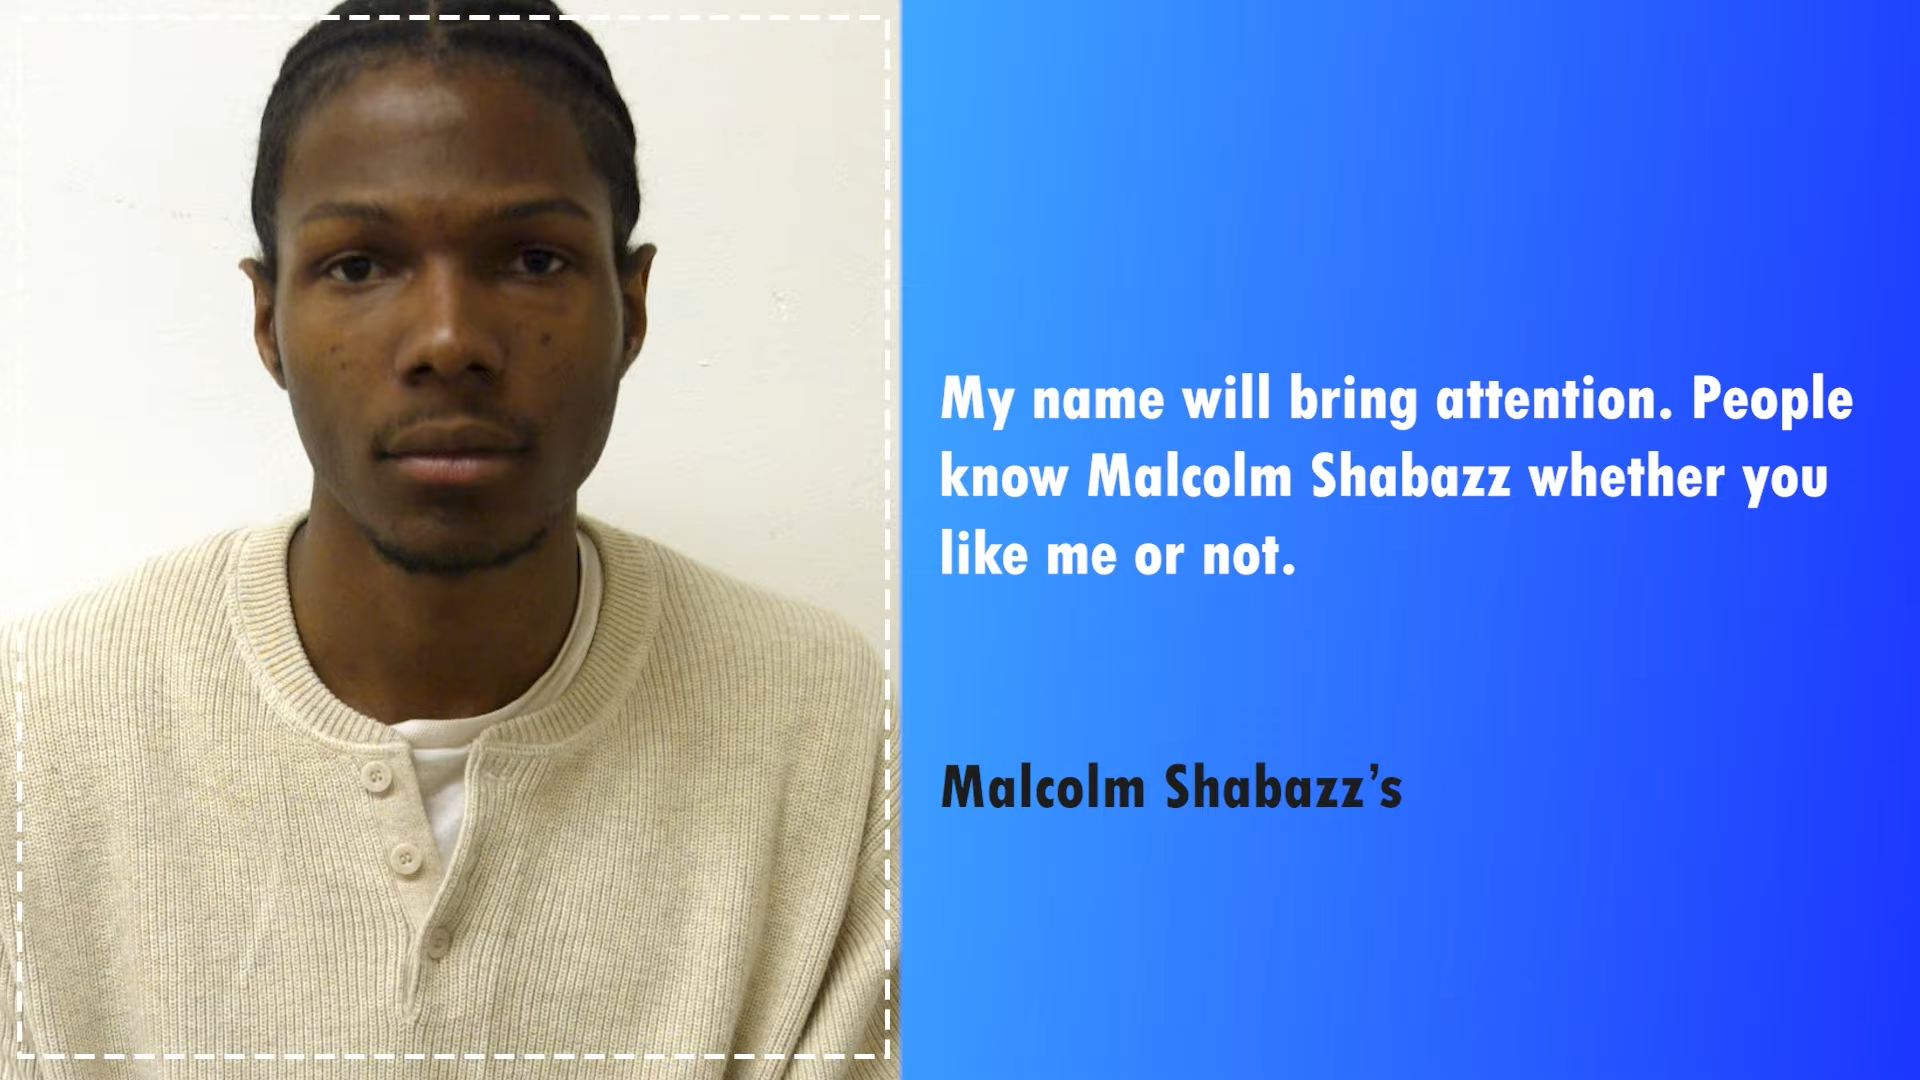 My name will bring attention. People
know Malcolm Shabazz whether you
like me or not.
Malcolm Shabazz’s